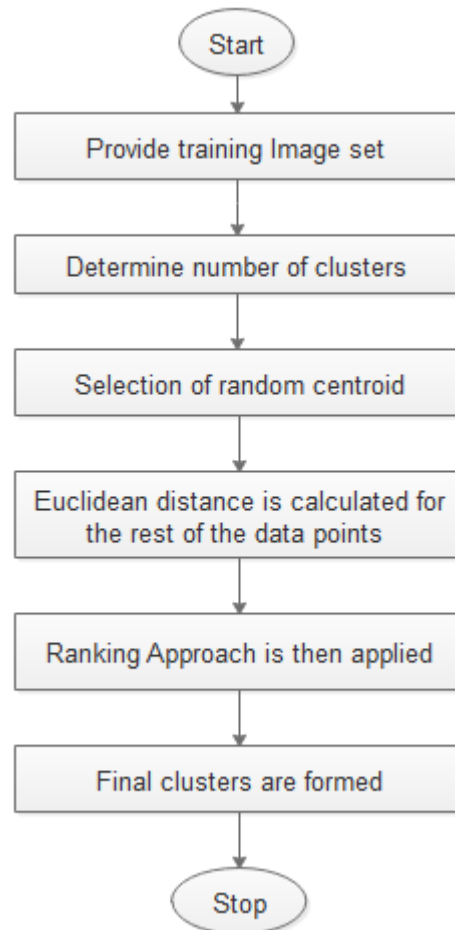 Start
Provide training Image set
Determine number of clusters
Selection of random centroid
Euclidean distance is calculated for
the rest of the data points
Ranking Approach is then applied
Final clusters are formed
Stop